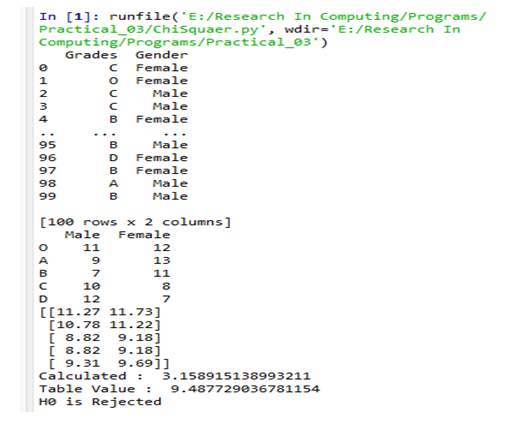 In [1]: runfile('E:/Research In Computing/Programs/
Practical_03/ChiSquaer.py', wdir='E:/Research In
Computing/Programs/Practical_03')
   Grades  Gender
0       C  Female
1       O  Female
2       C    Male
3       C    Male
4       B  Female
..    ...     ...
95      B    Male
96      D  Female
97      B  Female
98      A    Male
99      B    Male
[100 rows x 2 columns]
   Male  Female
O    11      12
A     9      13
B     7      11
C    10       8
D    12       7
[[11.27 11.73]
 [10.78 11.22]
 [ 8.82  9.18]
 [ 8.82  9.18]
 [ 9.31  9.69]]
Calculated :  3.158915138993211
Table Value :  9.487729036781154
H0 is Rejected